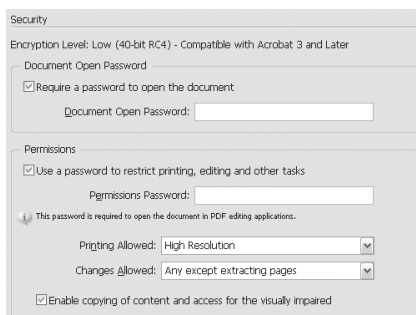 Security
Encryption Level: Low (40-bit RC4) - Compatible with Acrobat 3 and Later
Document Open Password
Require a password to open the document
Document Open Password:
Permissions
Use a password to restrict printing, editing and other tasks
Permissions Password:
This password is required to open the document in PDF editing applications.
Printing Allowed: High Resolution
Changes Allowed: Any except extracting pages
Enable copying of content and access for the visually impaired